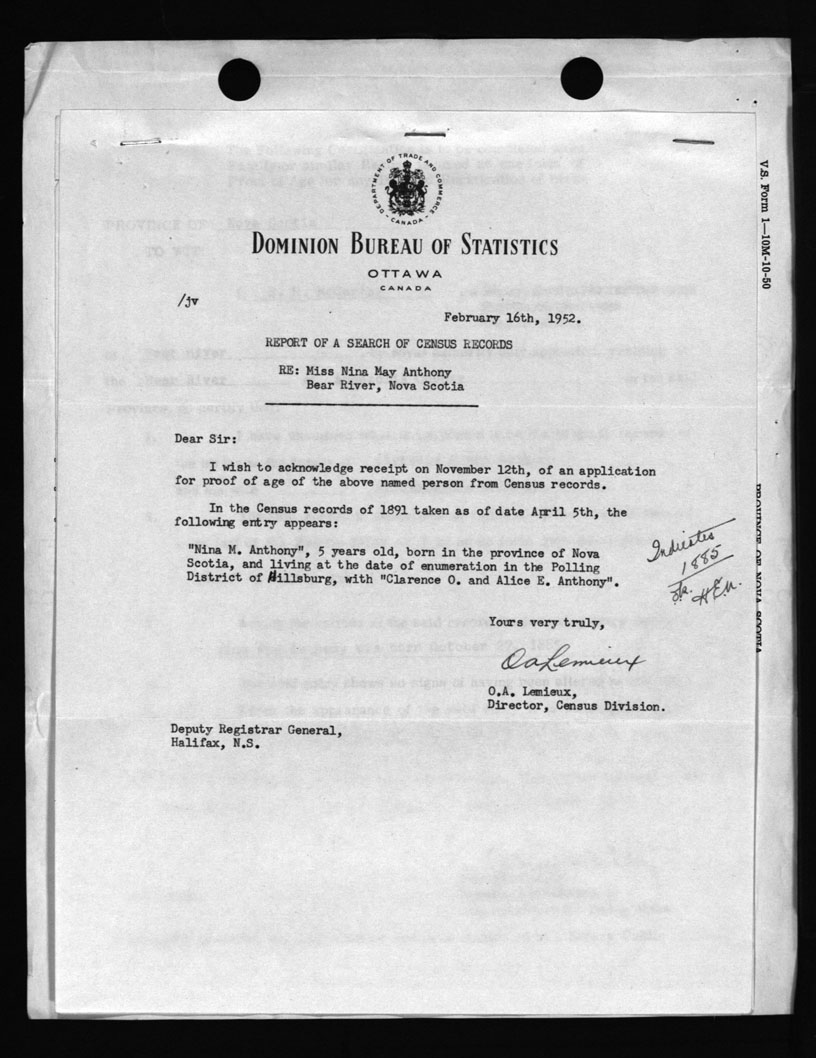 DEPARTMENT OF TRADE AND COMMERCE
CANADA
DOMINION BUREAU OF STATISTICS
OTTAWA
CANADA
/jv
February 16th, 1952.
REPORT OF A SEARCH OF CENSUS RECORDS
RE: Miss Nina May Anthony
Bear River, Nova Scotia
Dear Sir:
I wish to acknowledge receipt on November 12th, of an application
for proof of age of the above named person from Census records.
In the Census records of 1891 taken as of date April 5th, the
following entry appears:
"Nina M. Anthony", 5 years old, born in the province of Nova
Scotia, and living at the date of enumeration in the Polling
District of Hillsburg, with "Clarence O. and Alice E. Anthony".
Indicates
1885
H.E.M.
Yours very truly,
O A Lemieux
O.A. Lemieux,
Director, Census Division.
Deputy Registrar General,
Halifax, N.S.
V.S. Form 1—10M-10-50
PROVINCE OF NOVA SCOTIA